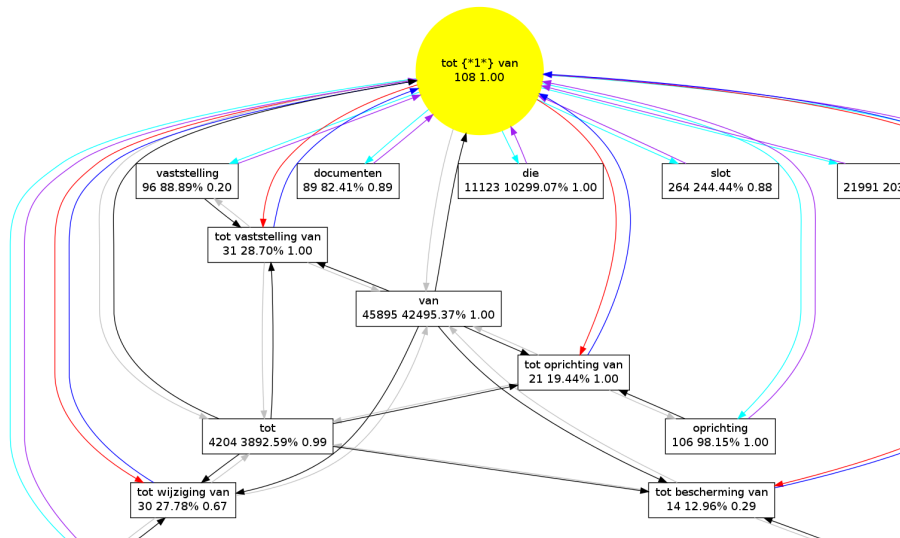 tot {*1*} van
108 1.00
vaststelling
96 88.89% 0.20
documenten
89 82.41% 0.89
die
11123 10299.07% 1.00
slot
264 244.44% 0.88
21991 203
tot vaststelling van
31 28.70% 1.00
van
45895 42495.37% 1.00
tot oprichting van
21 19.44% 1.00
tot
4204 3892.59% 0.99
oprichting
106 98.15% 1.00
tot wijziging van
30 27.78% 0.67
tot bescherming van
14 12.96% 0.29